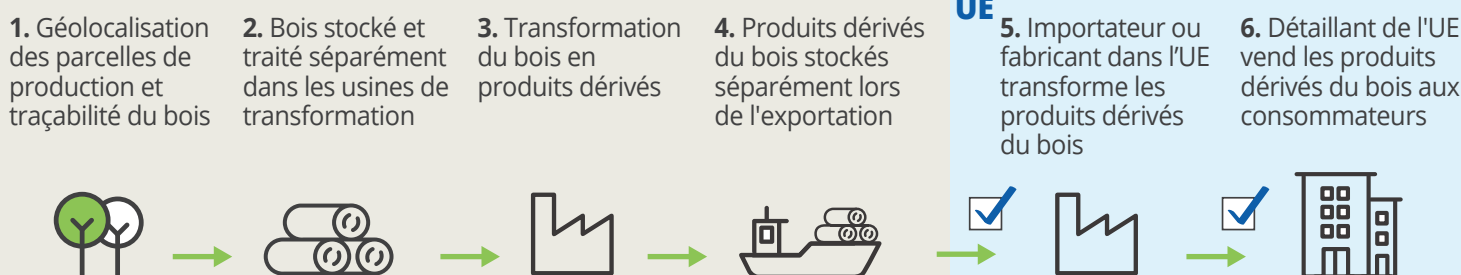 1. Géolocalisation
des parcelles de
production et
traçabilité du bois
2. Bois stocké et
traité séparément
dans les usines de
transformation
3. Transformation
du bois en
produits dérivés
4. Produits dérivés
du bois stockés
séparément lors
de l'exportation
UE
5. Importateur ou
fabricant dans l’UE
transforme les
produits dérivés
du bois
6. Détaillant de l'UE
vend les produits
dérivés du bois aux
consommateurs